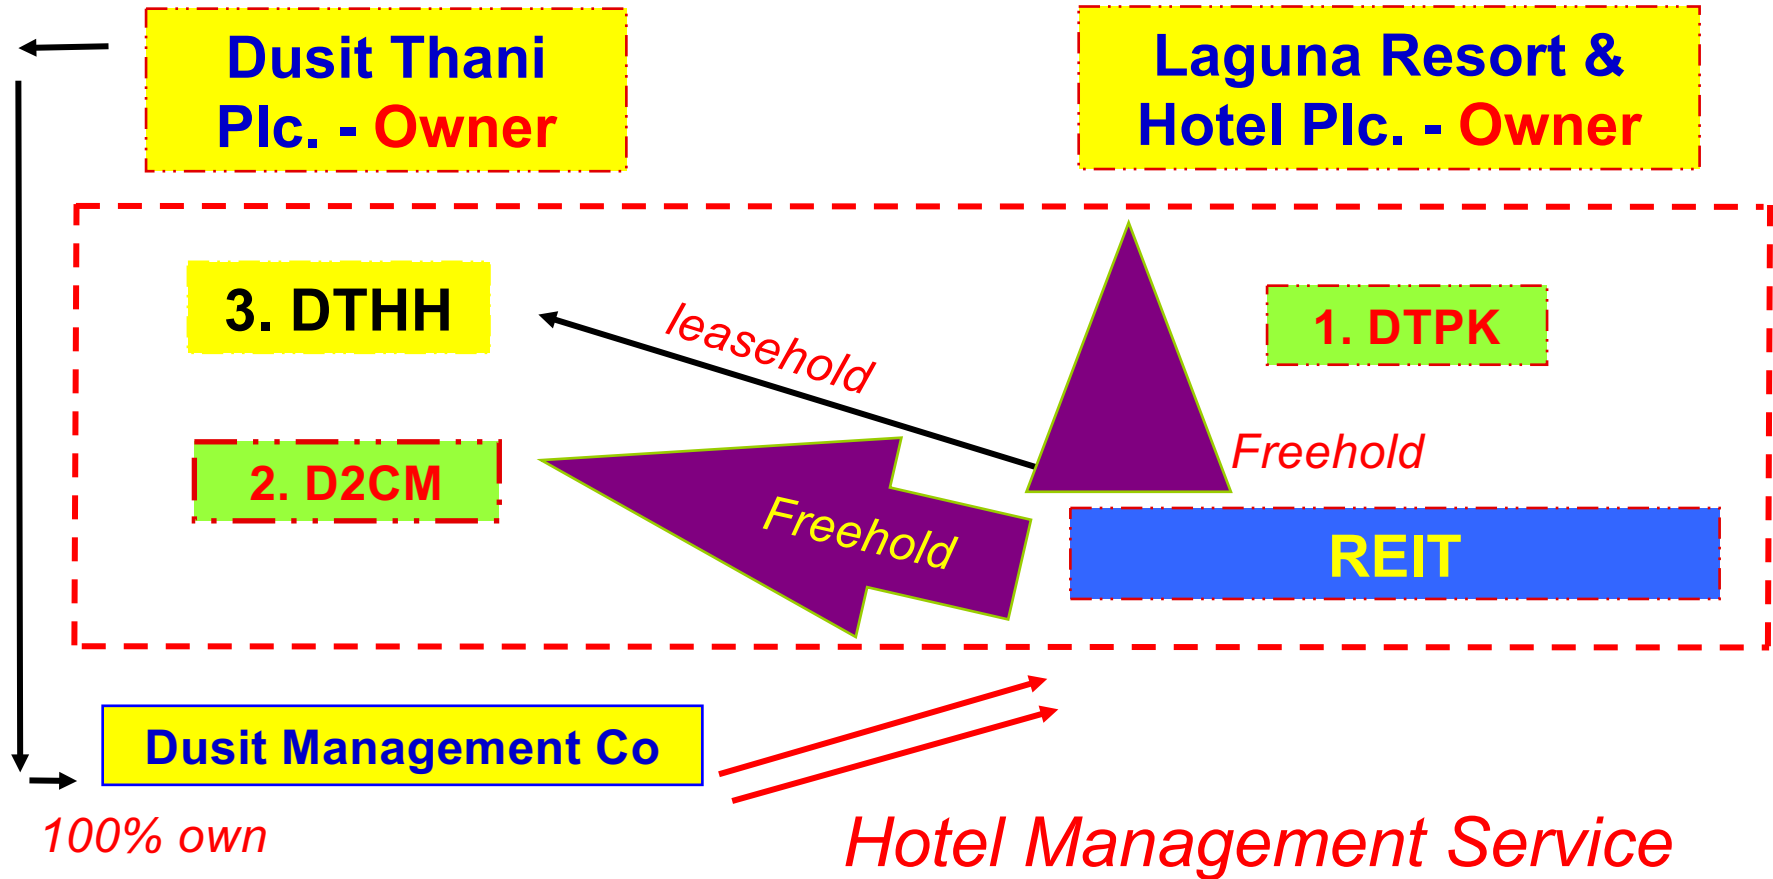 Dusit Thani
Plc. - Owner
Laguna Resort &
Hotel Plc. - Owner
3. DTHH
leasehold
1. DTPK
Freehold
2. D2CM
Freehold
REIT
Dusit Management Co
100% own
Hotel Management Service